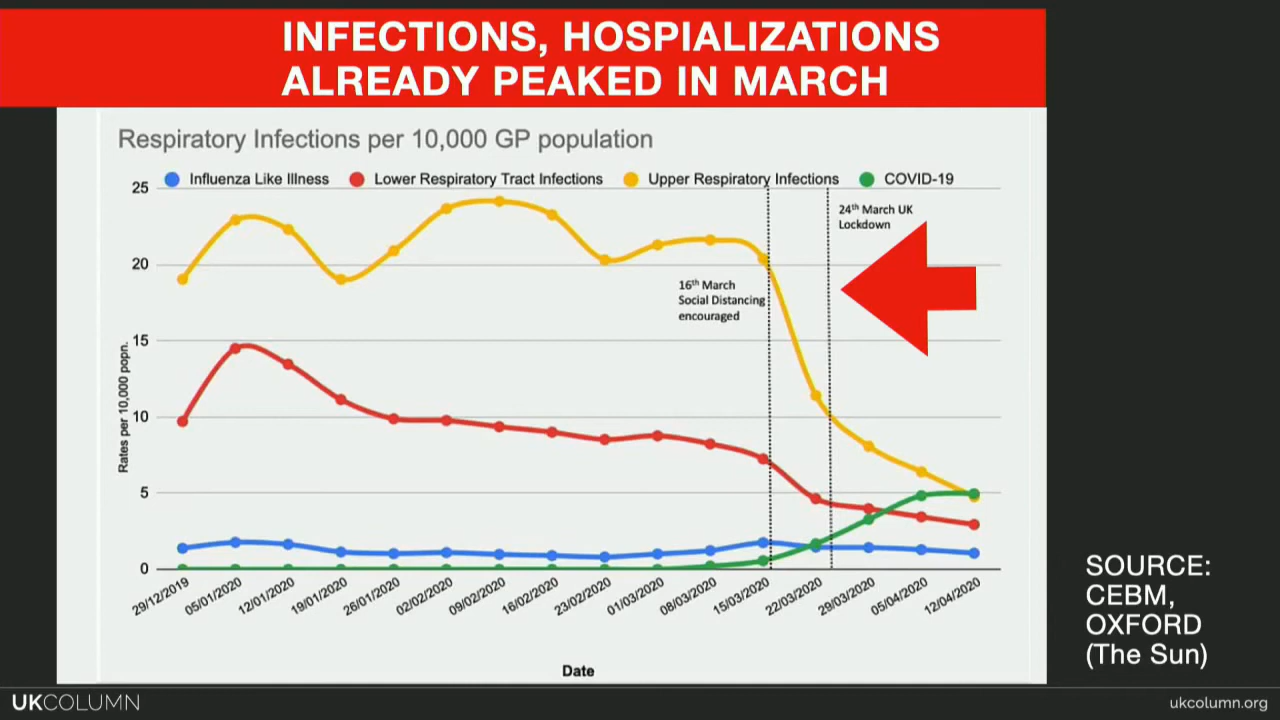 INFECTIONS, HOSPIALIZATIONS
ALREADY PEAKED IN MARCH
Respiratory Infections per 10,000 GP population
Influenza Like Illness
Lower Respiratory Tract Infections
Upper Respiratory Infections
COVID-19
25
20
15
10
5
0
Rates per 10,000 popn.
24th March UK
Lockdown
16th March
Social Distancing
encouraged
29/12/2019
05/01/2020
12/01/2020
19/01/2020
26/01/2020
02/02/2020
09/02/2020
16/02/2020
23/02/2020
01/03/2020
08/03/2020
15/03/2020
22/03/2020
29/03/2020
05/04/2020
12/04/2020
Date
SOURCE:
CEBM,
OXFORD
(The Sun)
UKCOLUMN
ukcolumn.org